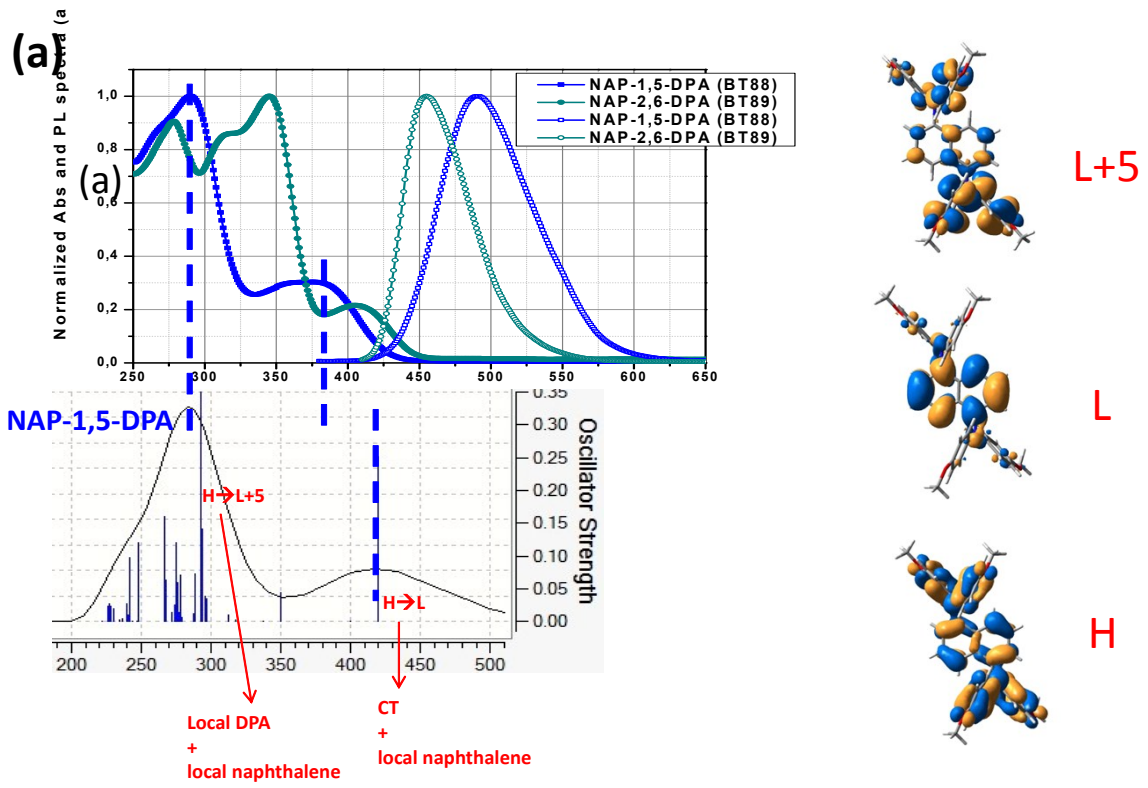 (a)
Normalized Abs and PL spectra (a
1,0
0,8
0,6
0,4
0,2
0,0
(a)
NAP-1,5-DPA (BT88)
NAP-2,6-DPA (BT89)
NAP-1,5-DPA (BT88)
NAP-2,6-DPA (BT89)
250 300 350 400 450 500 550 600 650
NAP-1,5-DPA
0.35
0.30
0.25
0.20
0.15
0.10
0.05
0.00
Oscillator Strength
H→L+5
H→L
200 250 300 350 400 450 500
Local DPA
+
local naphthalene
CT
+
local naphthalene
L+5
L
H